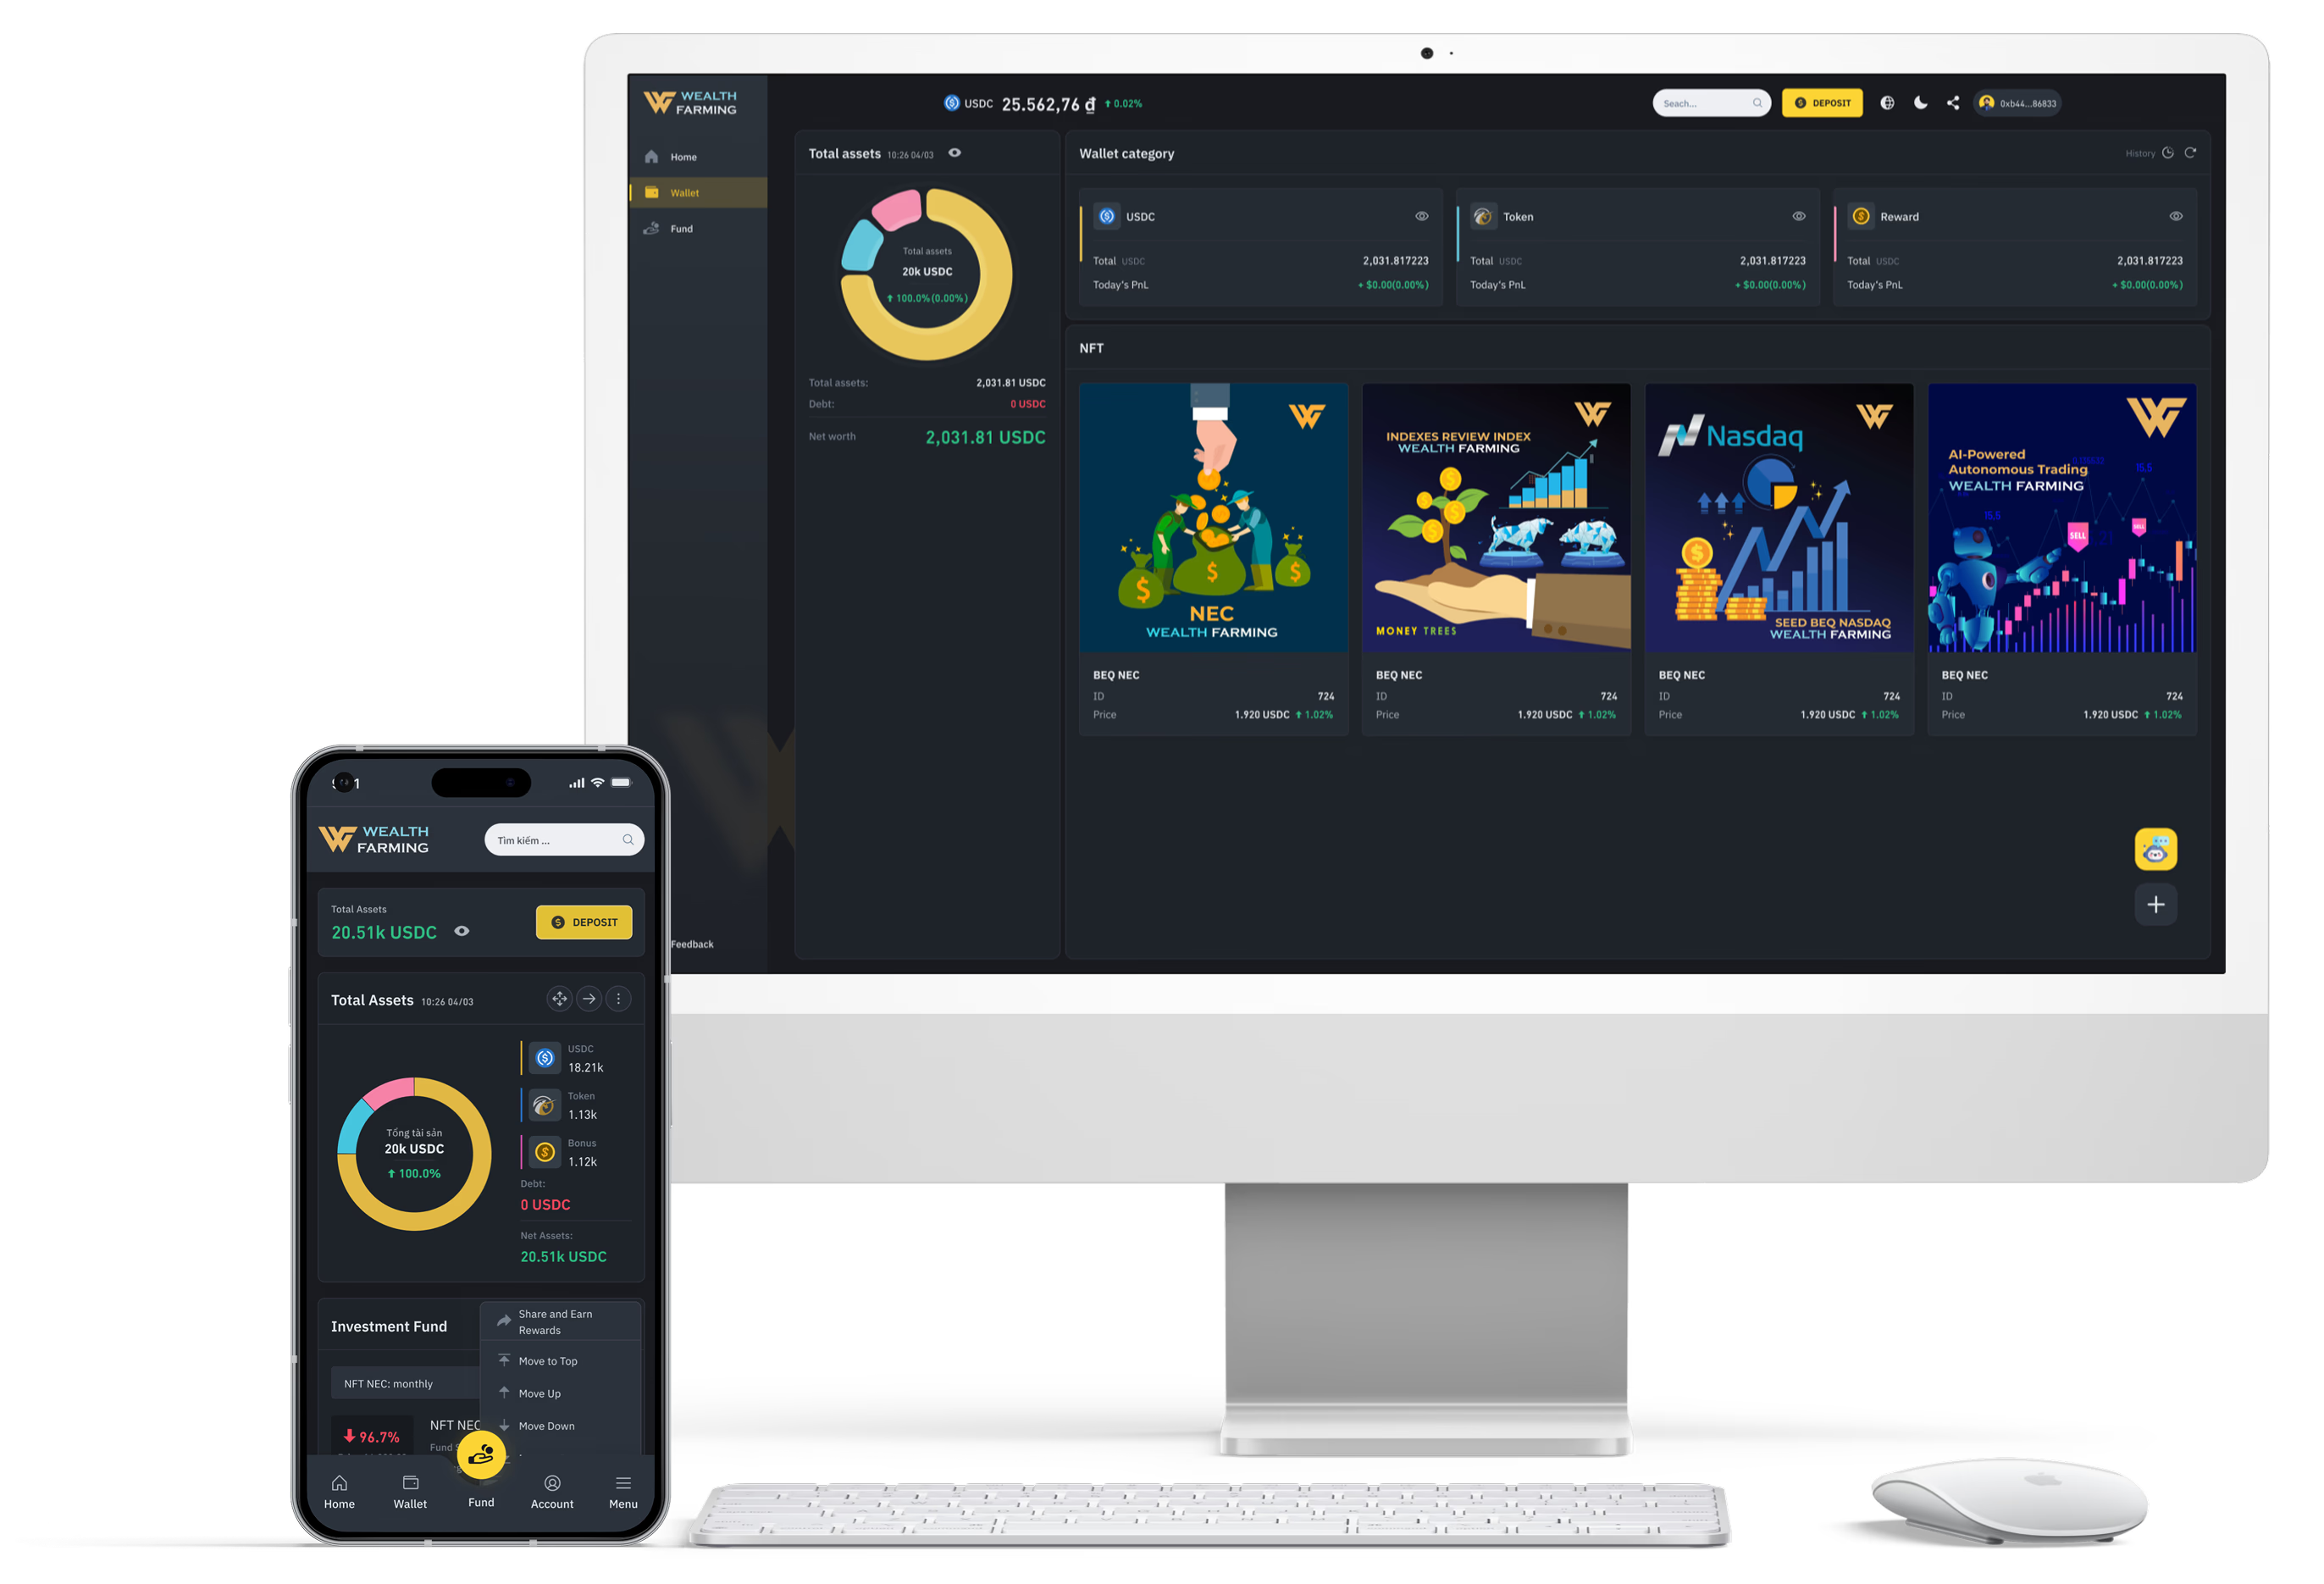 WEALTH
FARMING
USDC 25.562,76 ₫ 0.02%
Seach...
DEPOSIT
0xb44...86833
Home
Wallet
Fund
Feedback
Total assets 10:26 04/03
Total assets
20k USDC
100.0%(0.00%)
Total assets: 2,031.81 USDC
Debt: 0 USDC
Net worth 2,031.81 USDC
Wallet category
History
USDC
Total USDC 2,031.817223
Today's PnL + $0.00(0.00%)
Token
Total USDC 2,031.817223
Today's PnL + $0.00(0.00%)
Reward
Total USDC 2,031.817223
Today's PnL + $0.00(0.00%)
NFT
NEC
WEALTH FARMING
BEQ NEC
ID 724
Price 1.920 USDC 1.02%
INDEXES REVIEW INDEX
WEALTH FARMING
MONEY TREES
BEQ NEC
ID 724
Price 1.920 USDC 1.02%
Nasdaq
SEED BEQ NASDAQ
WEALTH FARMING
BEQ NEC
ID 724
Price 1.920 USDC 1.02%
AI-Powered
Autonomous Trading
WEALTH FARMING
15.6
15.6
SELL
SELL
BEQ NEC
ID 724
Price 1.920 USDC 1.02%
WEALTH
FARMING
Tìm kiếm ...
Total Assets
20.51k USDC
DEPOSIT
Total Assets 10:26 04/03
Tổng tài sản
20k USDC
100.0%
USDC
18.21k
Token
1.13k
Bonus
1.12k
Debt:
0 USDC
Net Assets:
20.51k USDC
Investment Fund
Share and Earn
Rewards
Move to Top
Move Up
Move Down
NFT NEC: monthly
96.7%
NFT NEC
Fund
Home
Wallet
Fund
Account
Menu